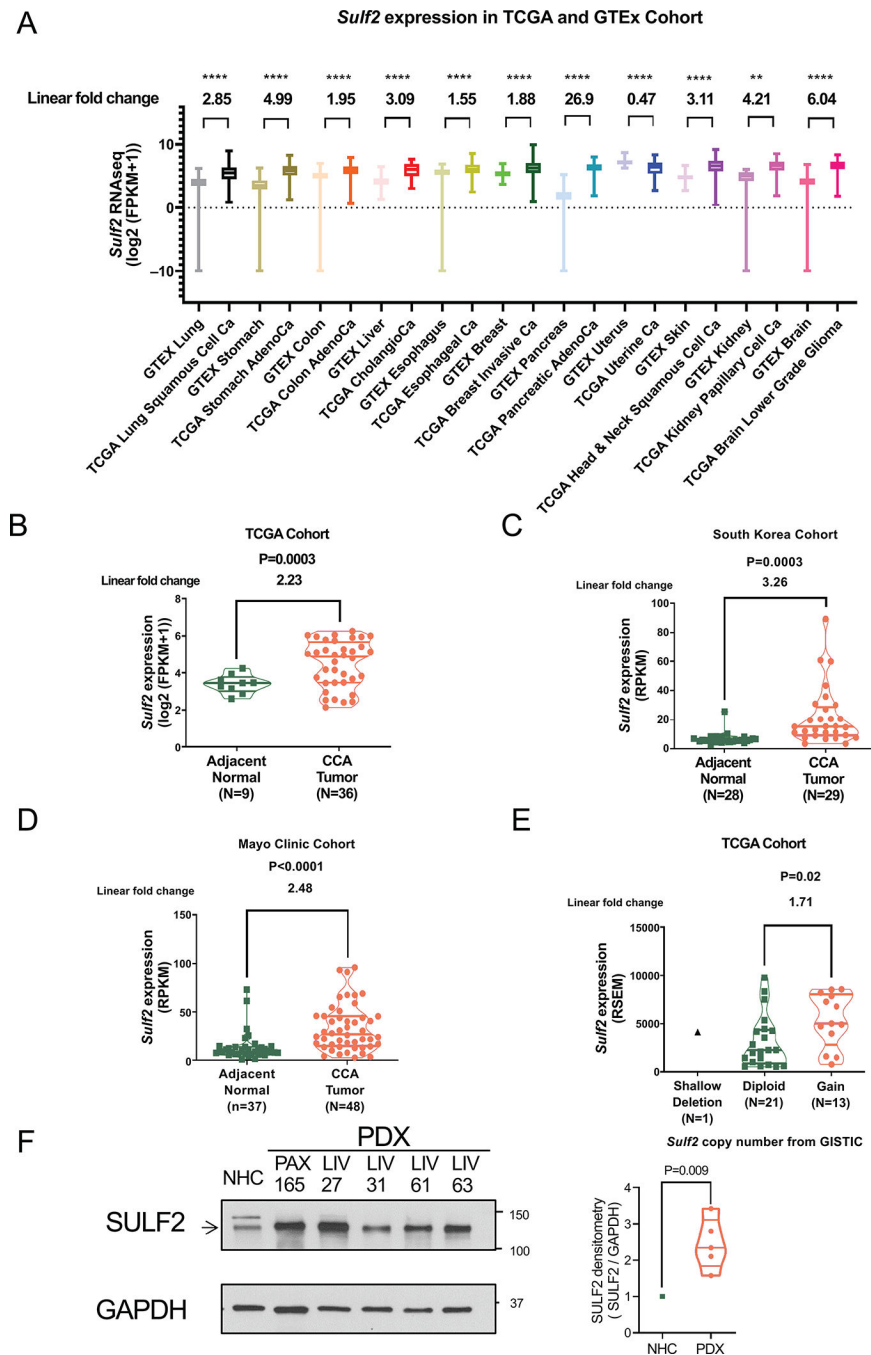 A
Sulf2 expression in TCGA and GTEx Cohort
**** **** **** **** **** **** **** **** **** ** ****
Linear fold change 2.85 4.99 1.95 3.09 1.55 1.88 26.9 0.47 3.11 4.21 6.04
Sulf2 RNAseq
(log2 (FPKM+1))
10
0
−10
GTEX Lung
TCGA Lung Squamous Cell Ca
GTEX Stomach
TCGA Stomach AdenoCa
GTEX Colon
TCGA Colon AdenoCa
GTEX Liver
TCGA CholangioCa
GTEX Esophagus
TCGA Esophageal Ca
GTEX Breast
TCGA Breast Invasive Ca
GTEX Pancreas
TCGA Pancreatic AdenoCa
GTEX Uterus
TCGA Uterine Ca
GTEX Skin
TCGA Head & Neck Squamous Cell Ca
GTEX Kidney
TCGA Kidney Papillary Cell Ca
GTEX Brain
TCGA Brain Lower Grade Glioma
B
TCGA Cohort
P=0.0003
Linear fold change 2.23
Sulf2 expression
(log2 (FPKM+1))
8
6
4
2
0
Adjacent
Normal
(N=9)
CCA
Tumor
(N=36)
C
South Korea Cohort
P=0.0003
Linear fold change 3.26
Sulf2 expression
(RPKM)
100
80
60
40
20
0
Adjacent
Normal
(N=28)
CCA
Tumor
(N=29)
D
Mayo Clinic Cohort
P<0.0001
Linear fold change 2.48
Sulf2 expression
(RPKM)
150
100
50
0
Adjacent
Normal
(n=37)
CCA
Tumor
(N=48)
E
TCGA Cohort
P=0.02
Linear fold change 1.71
Sulf2 expression
(RSEM)
15000
10000
5000
0
Shallow
Deletion
(N=1)
Diploid
(N=21)
Gain
(N=13)
Sulf2 copy number from GISTIC
F
PDX
NHC
PAX
165
LIV
27
LIV
31
LIV
61
LIV
63
SULF2
150
100
GAPDH
37
P=0.009
SULF2 densitometry
( SULF2 / GAPDH)
4
3
2
1
0
NHC PDX